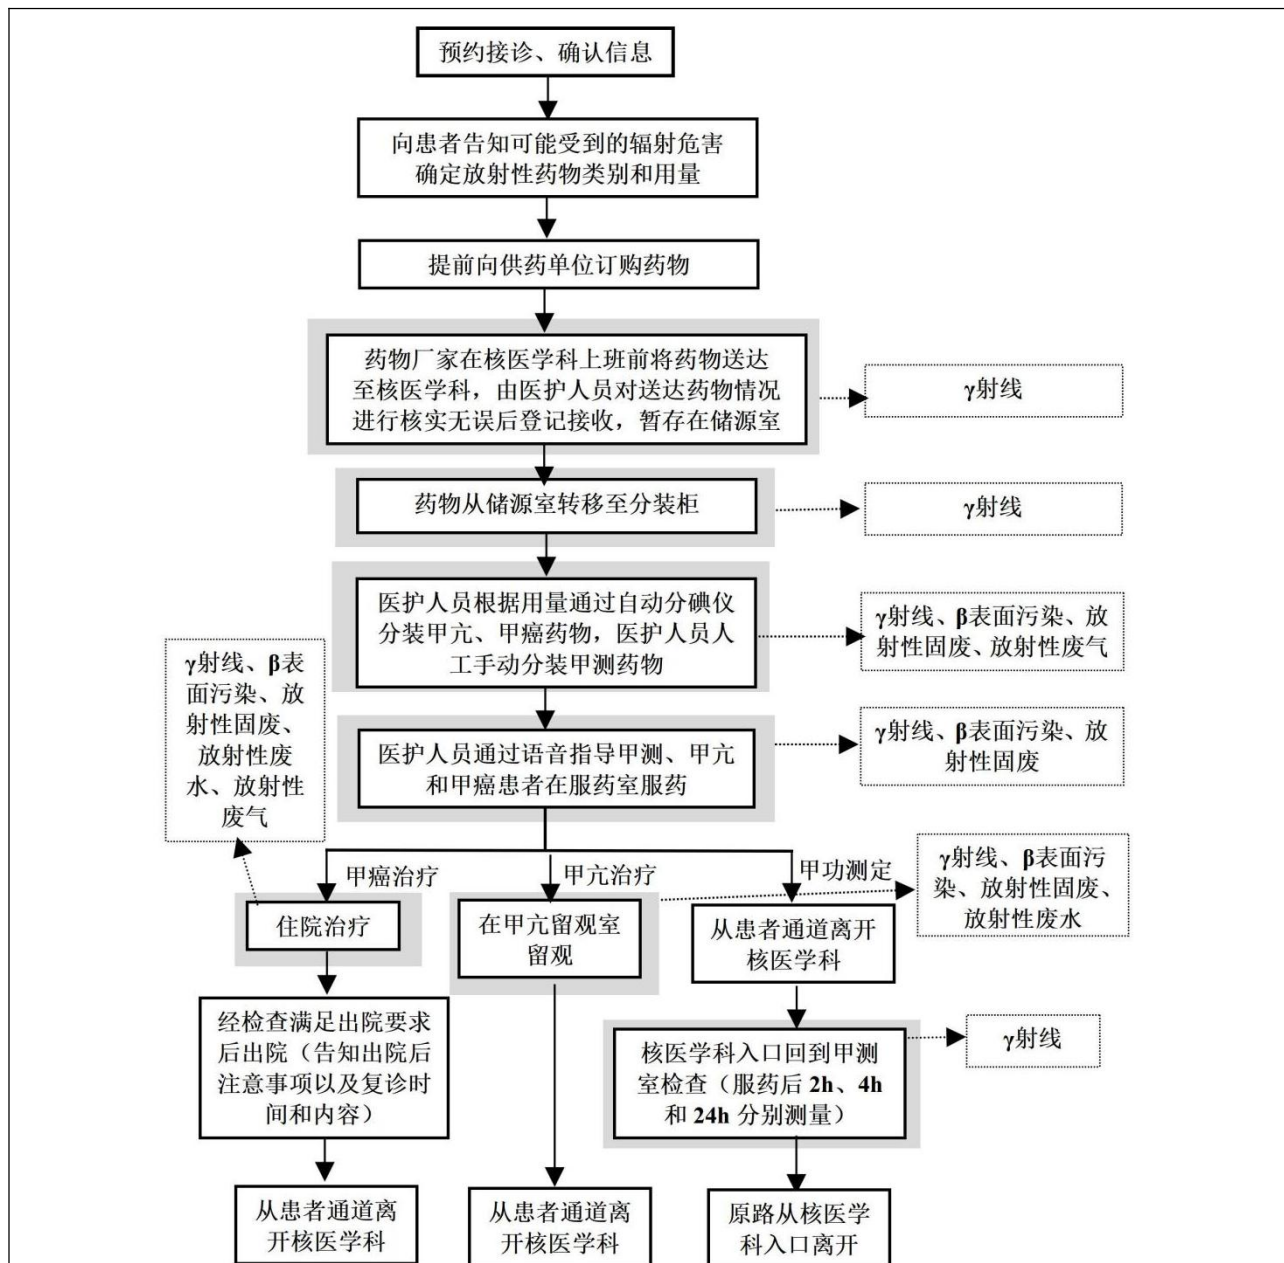 预约接诊、确认信息
向患者告知可能受到的辐射危害
确定放射性药物类别和用量
提前向供药单位订购药物
药物厂家在核医学科上班前将药物送达
至核医学科，由医护人员对送达药物情况
进行核实无误后登记接收，暂存在储源室
γ射线
药物从储源室转移至分装柜
γ射线
医护人员根据用量通过自动分碘仪
分装甲亢、甲癌药物，医护人员人
工手动分装甲测药物
γ射线、β表面污染、放
射性固废、放射性废气
γ射线、β表
面污染、放
射性固废、
放射性废
水、放射性
废气
医护人员通过语音指导甲测、甲亢
和甲癌患者在服药室服药
γ射线、β表面污染、放
射性固废
甲癌治疗
甲亢治疗
甲功测定
γ射线、β表面污
染、放射性固废、
放射性废水
住院治疗
在甲亢留观室
留观
从患者通道离开
核医学科
经检查满足出院要求
后出院（告知出院后
注意事项以及复诊时
间和内容）
核医学科入口回到甲测
室检查（服药后 2h、4h
和 24h 分别测量）
γ射线
从患者通道离
开核医学科
从患者通道离
开核医学科
原路从核医学
科入口离开